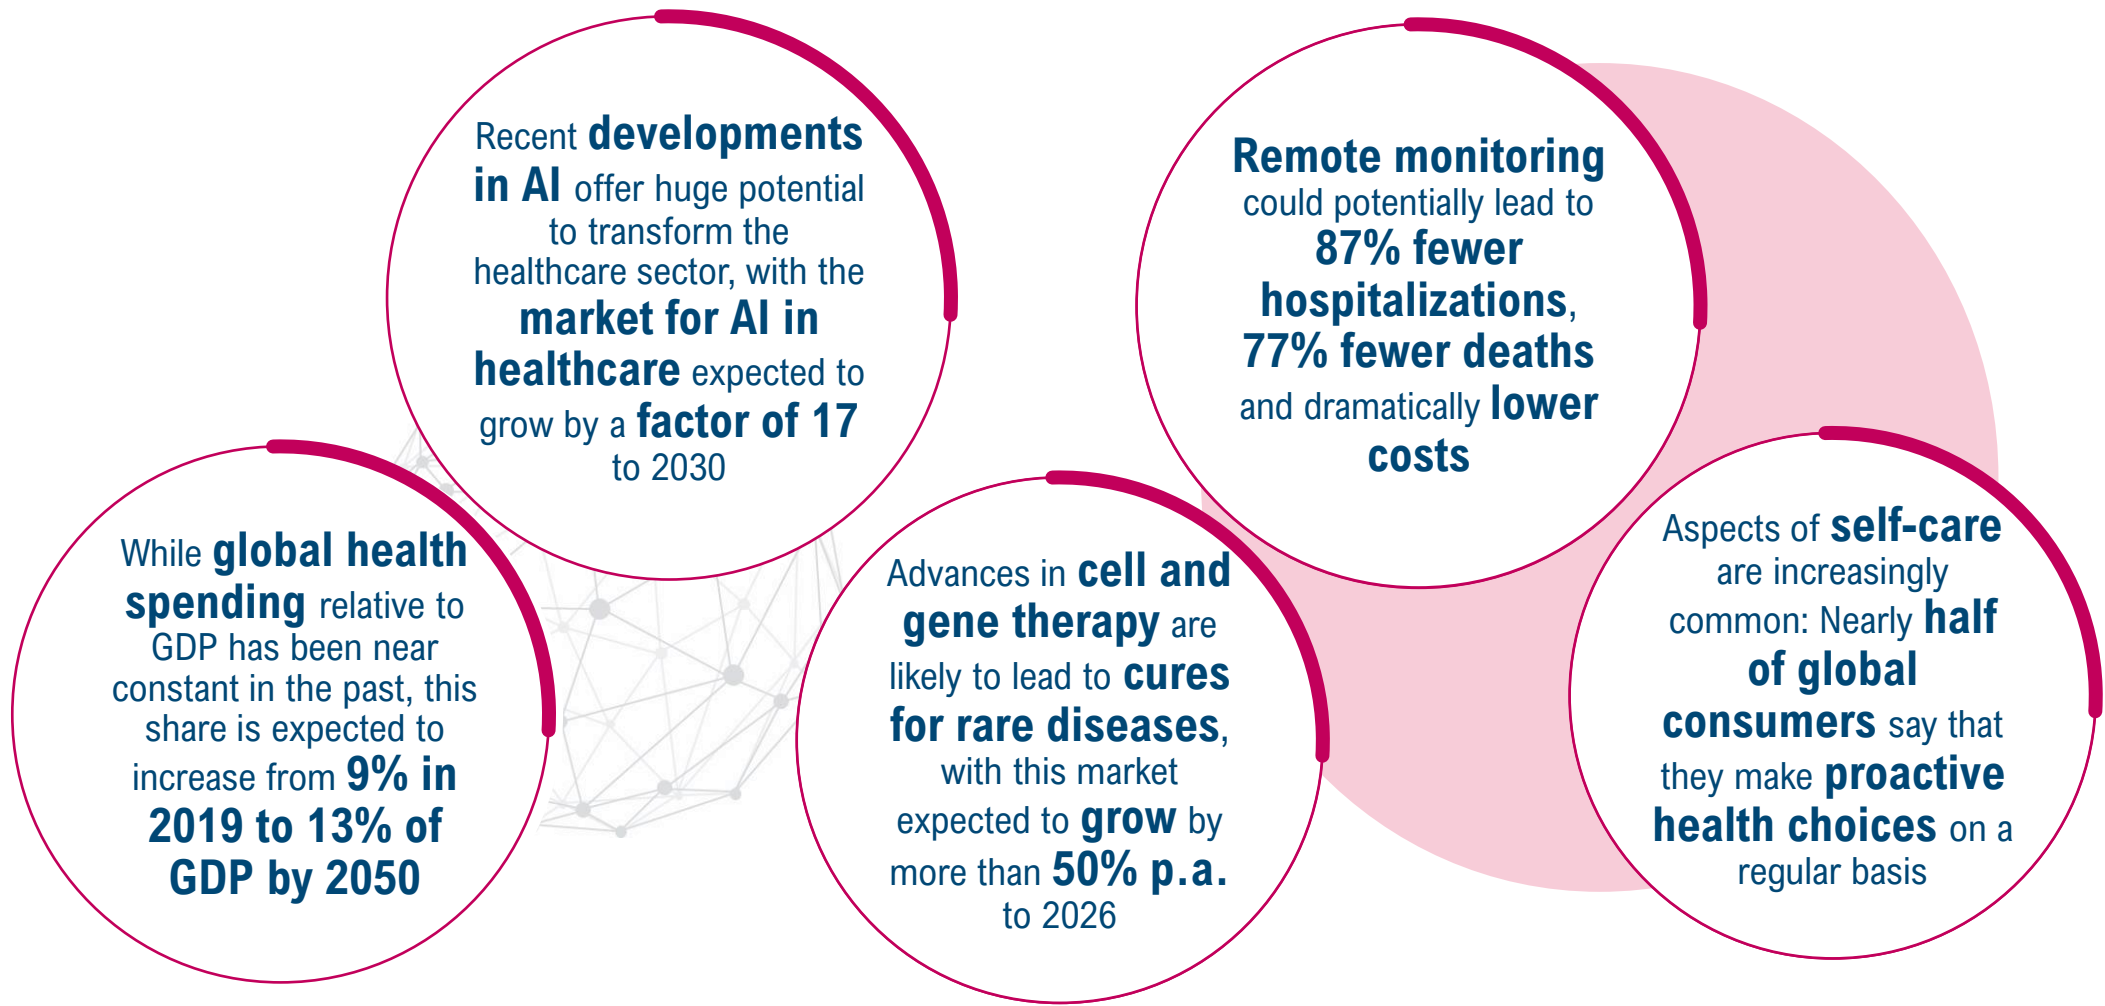 Recent developments
in AI offer huge potential
to transform the
healthcare sector, with the
market for AI in
healthcare expected to
grow by a factor of 17
to 2030
Remote monitoring
could potentially lead to
87% fewer
hospitalizations,
77% fewer deaths
and dramatically lower
costs
While global health
spending relative to
GDP has been near
constant in the past, this
share is expected to
increase from 9% in
2019 to 13% of
GDP by 2050
Advances in cell and
gene therapy are
likely to lead to cures
for rare diseases,
with this market
expected to grow by
more than 50% p.a.
to 2026
Aspects of self-care
are increasingly
common: Nearly half
of global
consumers say that
they make proactive
health choices on a
regular basis